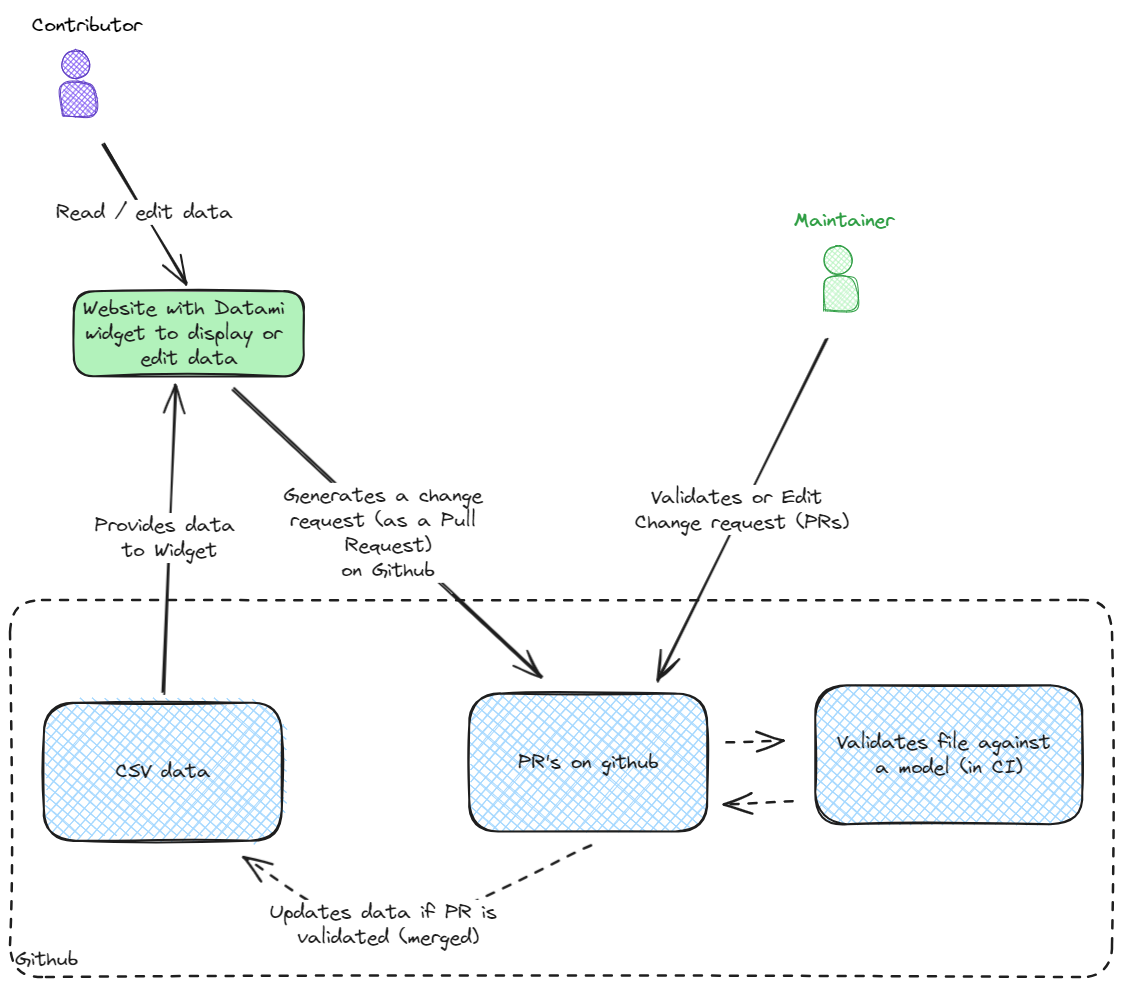 Contributor
Read / edit data
Maintainer
Website with Datami
widget to display or
edit data
Generates a change
request (as a Pull
Request)
on Github
Validates or Edit
Change request (PRs)
Provides data
to Widget
CSV data
PR's on github
Validates file against
a model (in CI)
Updates data if PR is
validated (merged)
Github